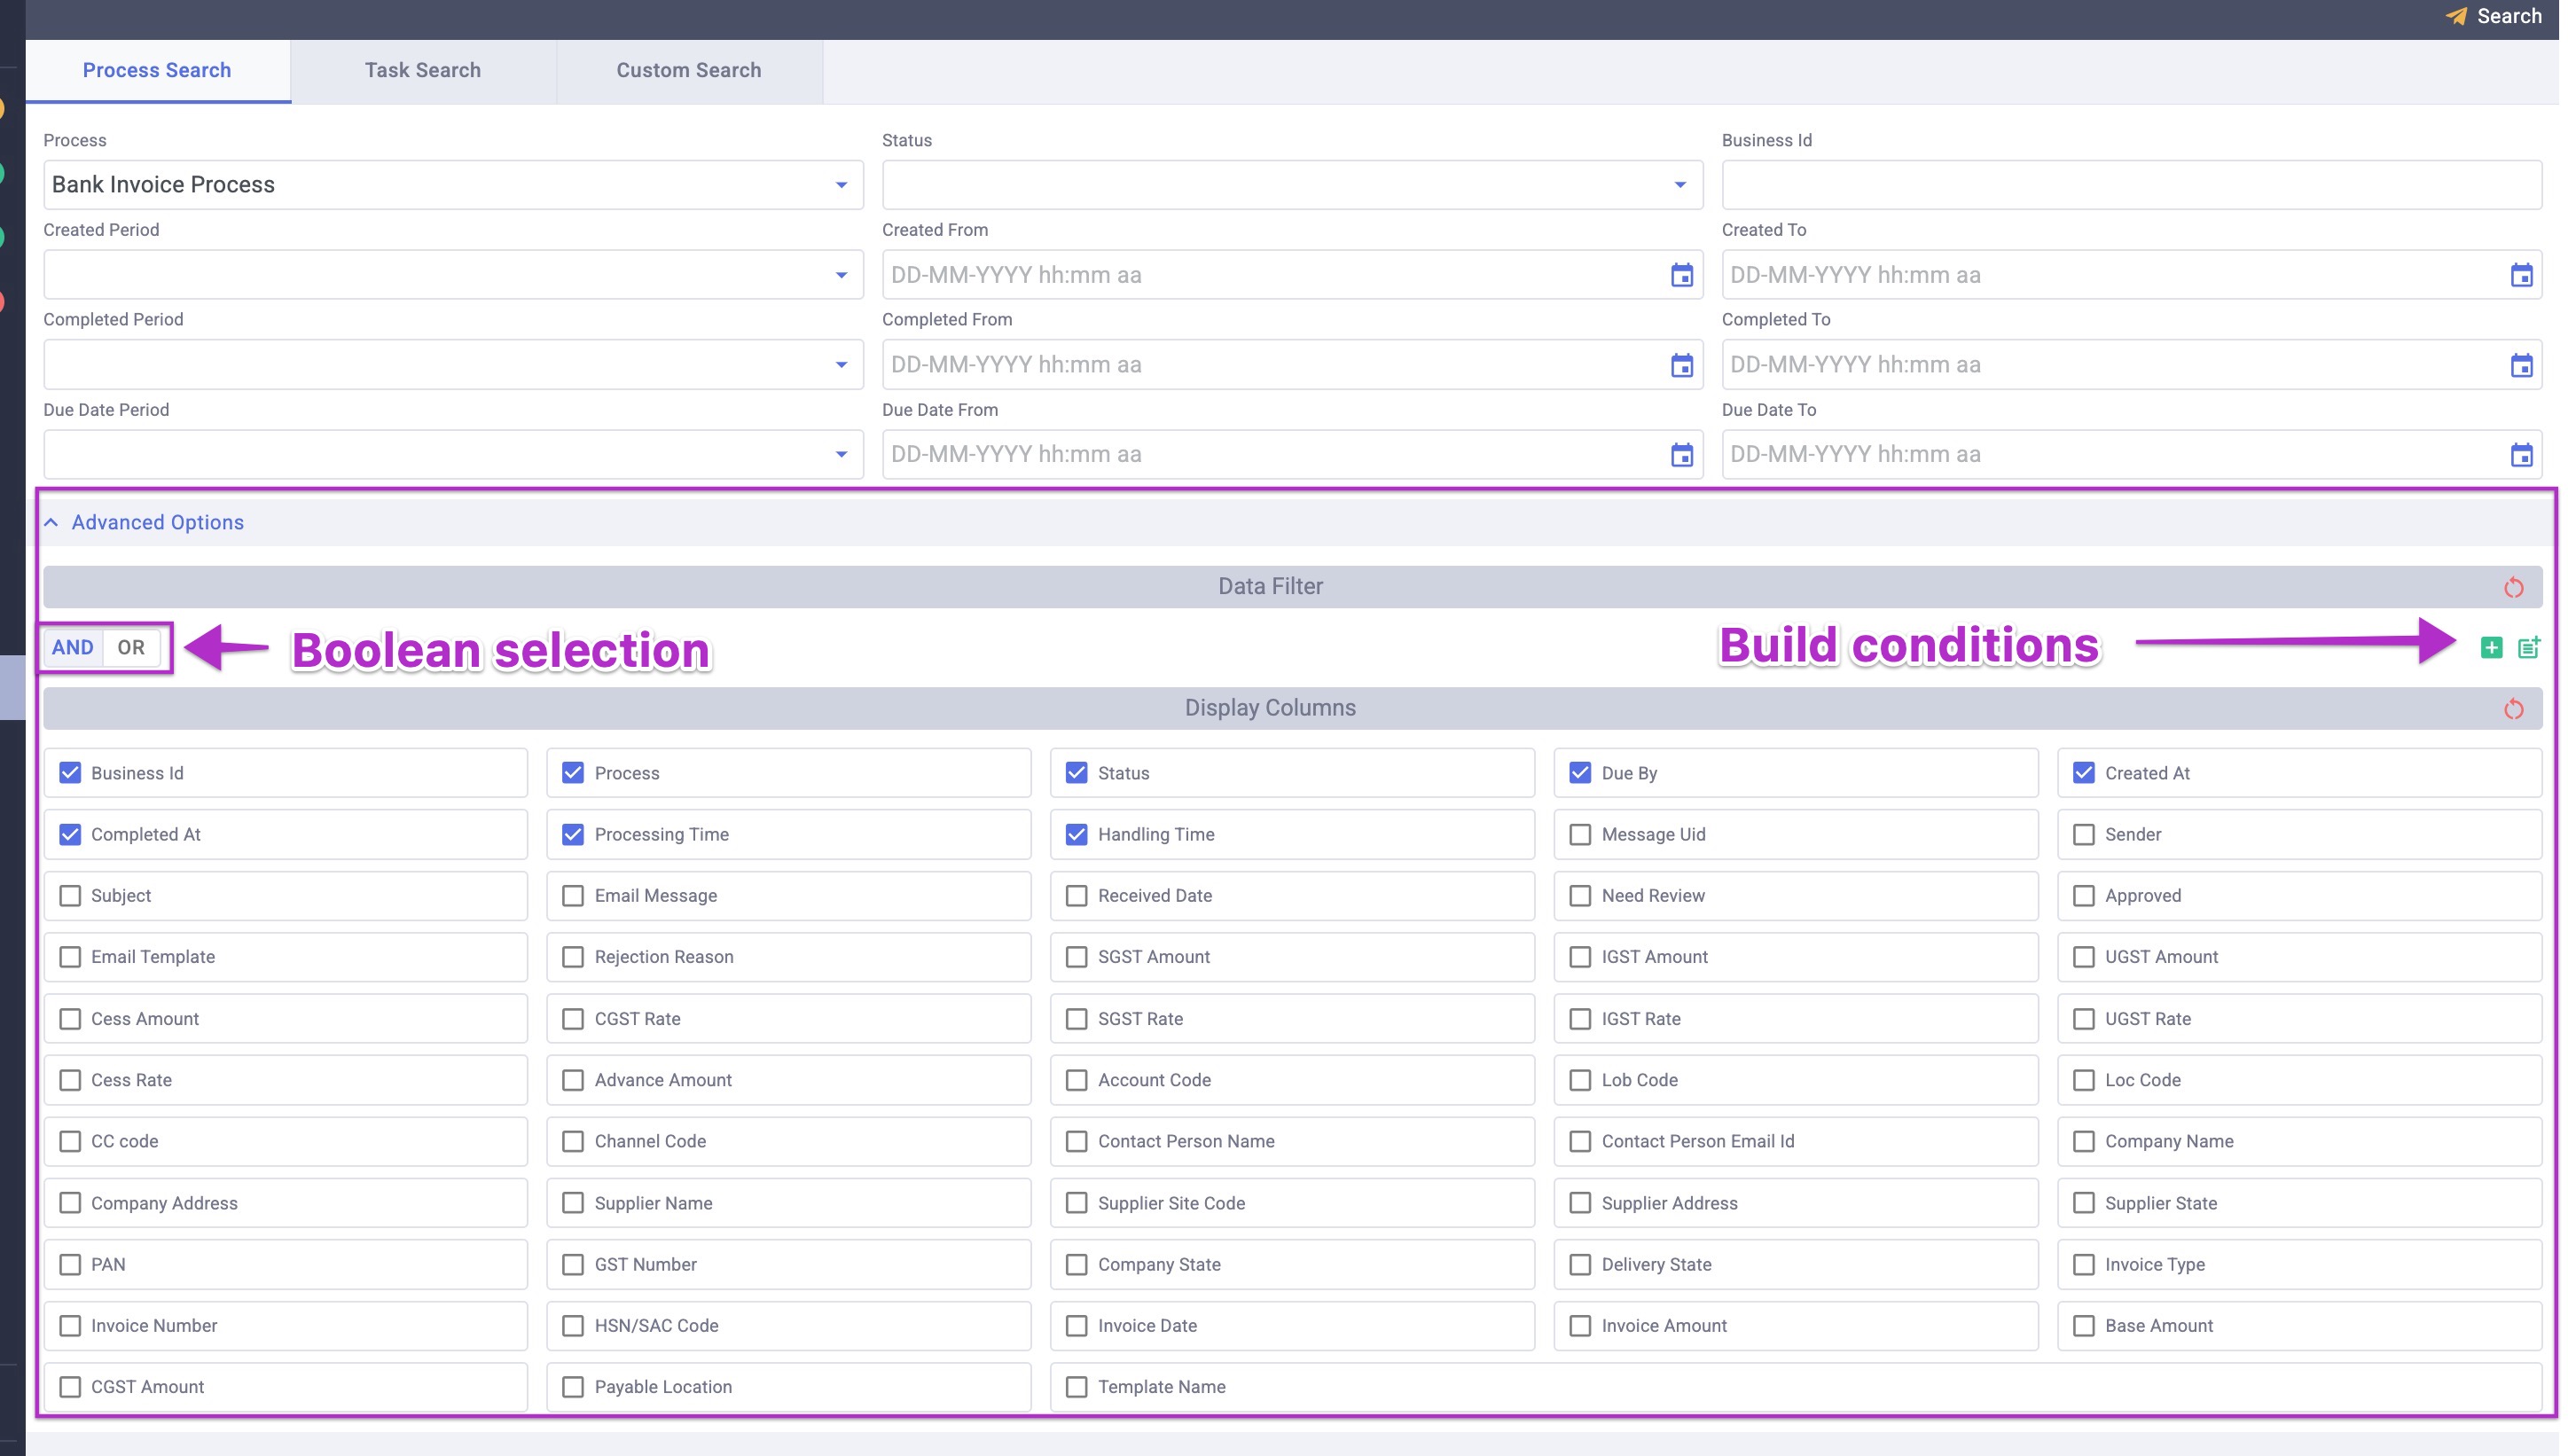 Search
Process Search Task Search Custom Search
Process Status Business Id
Bank Invoice Process
Created Period Created From Created To
DD-MM-YYYY hh:mm aa DD-MM-YYYY hh:mm aa
Completed Period Completed From Completed To
DD-MM-YYYY hh:mm aa DD-MM-YYYY hh:mm aa
Due Date Period Due Date From Due Date To
DD-MM-YYYY hh:mm aa DD-MM-YYYY hh:mm aa
Advanced Options
Data Filter
AND OR Boolean selection Build conditions
Display Columns
Business Id Process Status Due By Created At
Completed At Processing Time Handling Time Message Uid Sender
Subject Email Message Received Date Need Review Approved
Email Template Rejection Reason SGST Amount IGST Amount UGST Amount
Cess Amount CGST Rate SGST Rate IGST Rate UGST Rate
Cess Rate Advance Amount Account Code Lob Code Loc Code
CC code Channel Code Contact Person Name Contact Person Email Id Company Name
Company Address Supplier Name Supplier Site Code Supplier Address Supplier State
PAN GST Number Company State Delivery State Invoice Type
Invoice Number HSN/SAC Code Invoice Date Invoice Amount Base Amount
CGST Amount Payable Location Template Name